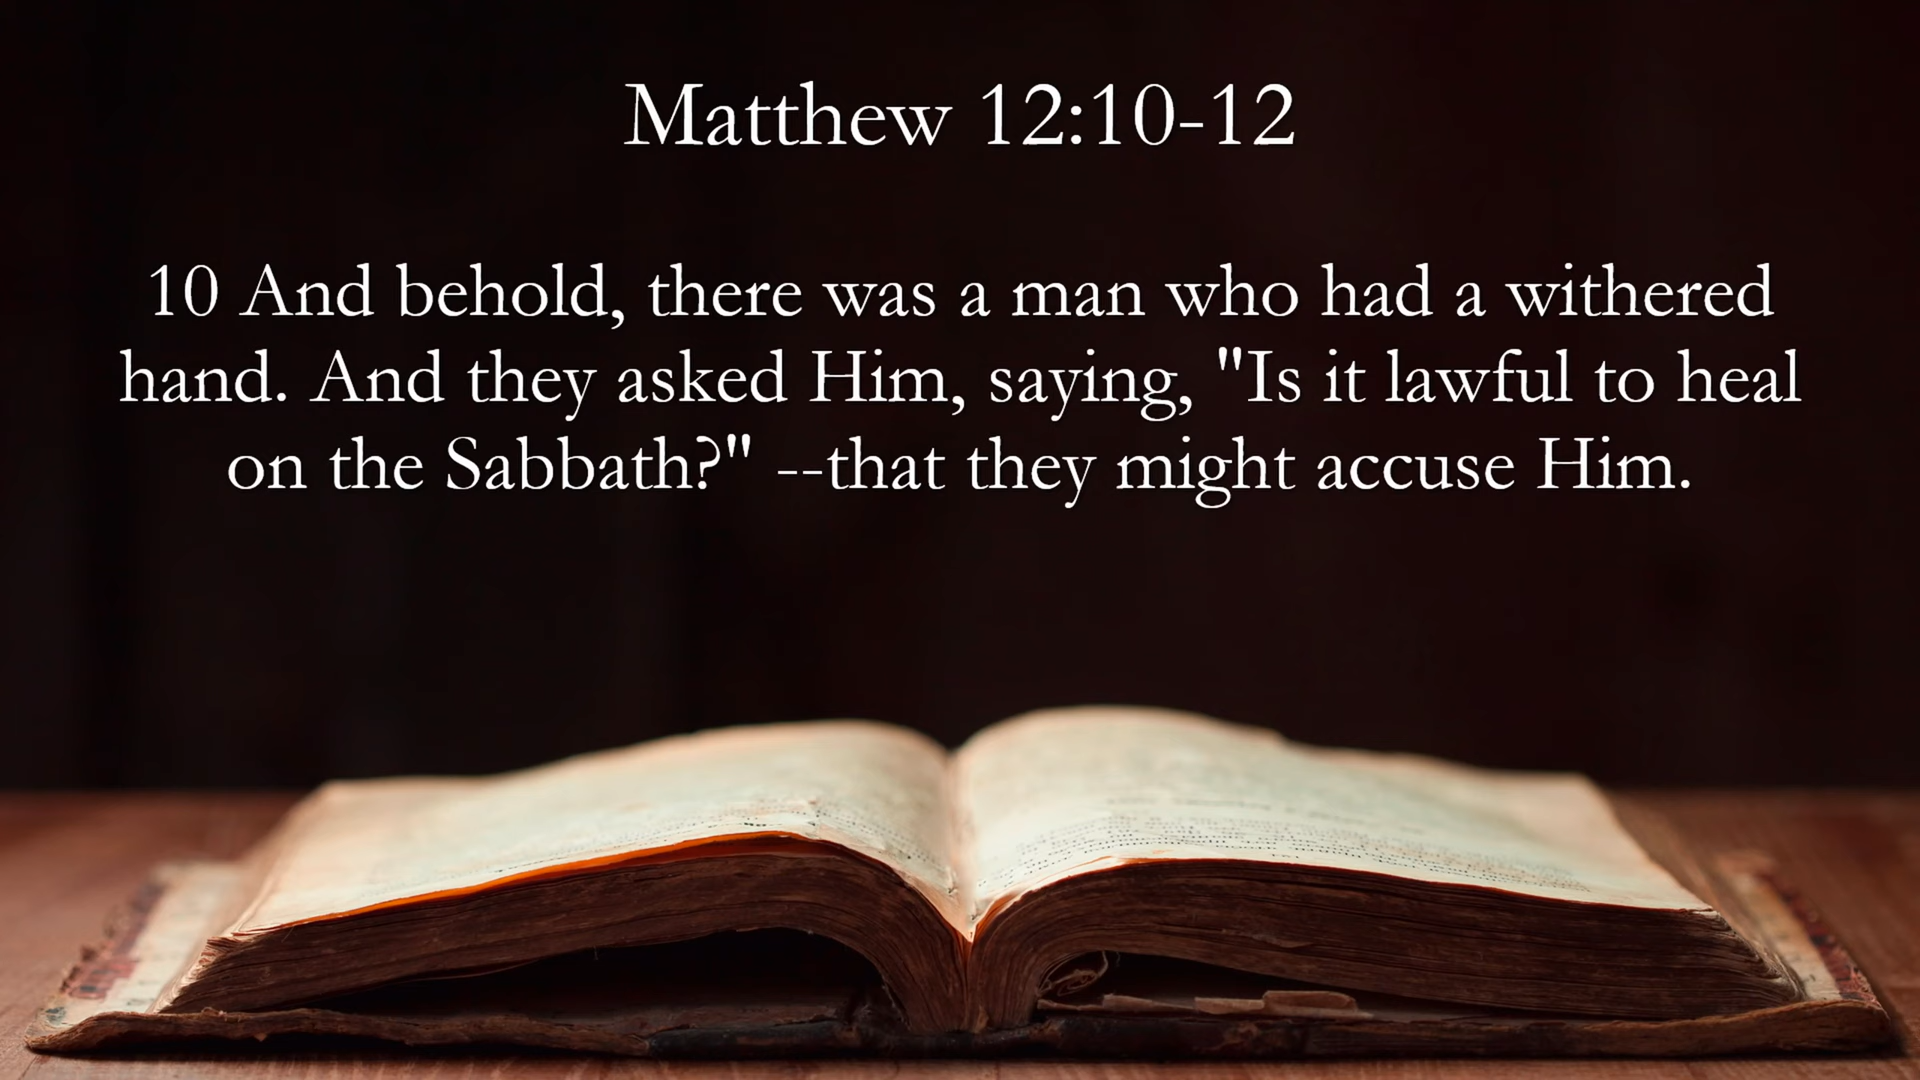 Matthew 12:10-12
10 And behold, there was a man who had a withered
hand. And they asked Him, saying, "Is it lawful to heal
on the Sabbath?" --that they might accuse Him.